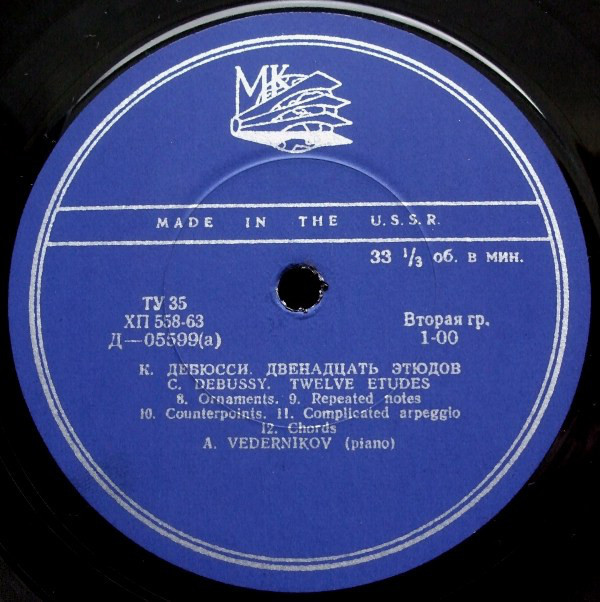 МК
MADE IN THE U.S.S.R.
33 1/3 об. в мин.
ТУ 35
ХП 558-63
Д—05599(а)
Вторая гр.
1-00
К. ДЕБЮССИ. ДВЕНАДЦАТЬ ЭТЮДОВ
C. DEBUSSY. TWELVE ETUDES
8. Ornaments. 9. Repeated notes
10. Counterpoints. 11. Complicated arpeggio
12. Chords
A. VEDERNIKOV (piano)